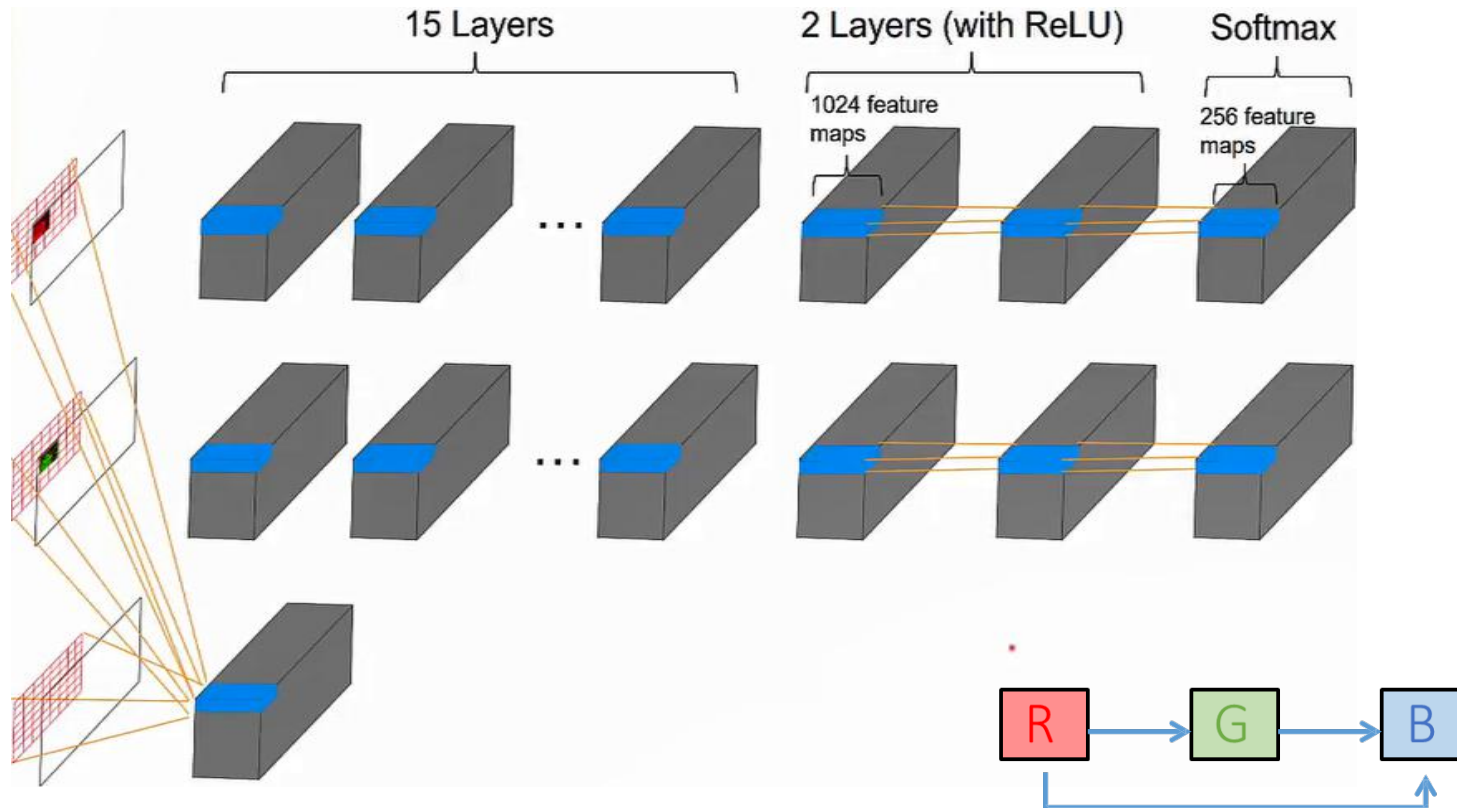 15 Layers
2 Layers (with ReLU)
Softmax
1024 feature
maps
256 feature
maps
...
...
R
G
B